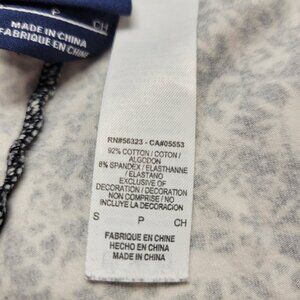 P CH
MADE IN CHINA
FABRIQUE EN CHINE
RN#56323 - CA#05553
92% COTTON / COTON /
ALGODON
8% SPANDEX / ELASTHANNE
/ ELASTANO
EXCLUSIVE OF
DECORATION / DECORATION
NON COMPRISE / NO
INCLUYE LA DECORACION
S P CH
FABRIQUE EN CHINE
HECHO EN CHINA
MADE IN CHINA